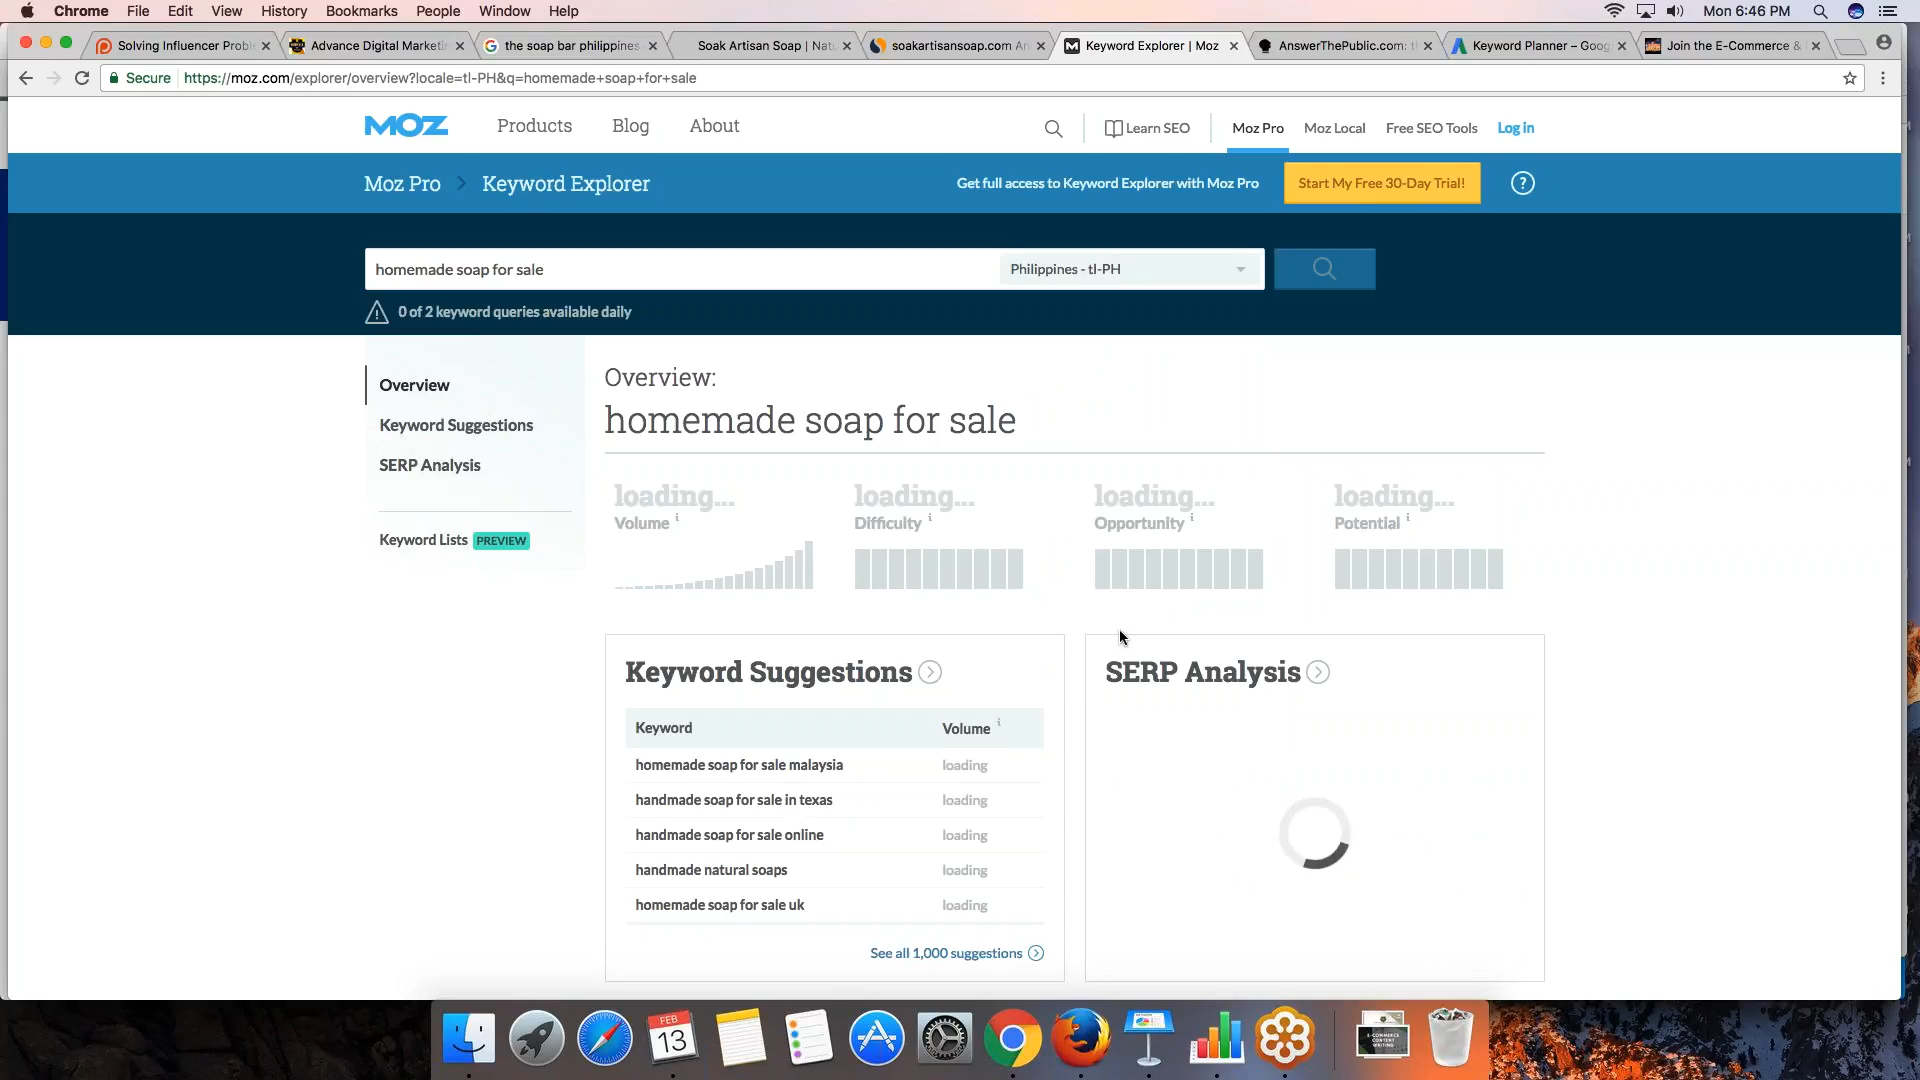 Chrome File Edit View History Bookmarks People Window Help Mon 6:46 PM
Solving Influencer Probl
Advance Digital Marketi
the soap bar philippines
Soak Artisan Soap | Natu
soakartisansoap.com An
Keyword Explorer | Moz
AnswerThePublic.com: t
Keyword Planner – Goog
Join the E-Commerce &
Secure https://moz.com/explorer/overview?locale=tl-PH&q=homemade+soap+for+sale
MOZ Products Blog About Learn SEO Moz Pro Moz Local Free SEO Tools Log in
Moz Pro > Keyword Explorer Get full access to Keyword Explorer with Moz Pro Start My Free 30-Day Trial! ?
homemade soap for sale Philippines - tl-PH
0 of 2 keyword queries available daily
Overview
Keyword Suggestions
SERP Analysis
Keyword Lists PREVIEW
Overview:
homemade soap for sale
loading... loading... loading... loading...
Volume i Difficulty i Opportunity i Potential i
Keyword Suggestions
Keyword Volume i
homemade soap for sale malaysia loading
handmade soap for sale in texas loading
handmade soap for sale online loading
handmade natural soaps loading
homemade soap for sale uk loading
See all 1,000 suggestions
SERP Analysis
FEB
13
E-COMMERCE
CONTENT
WRITING